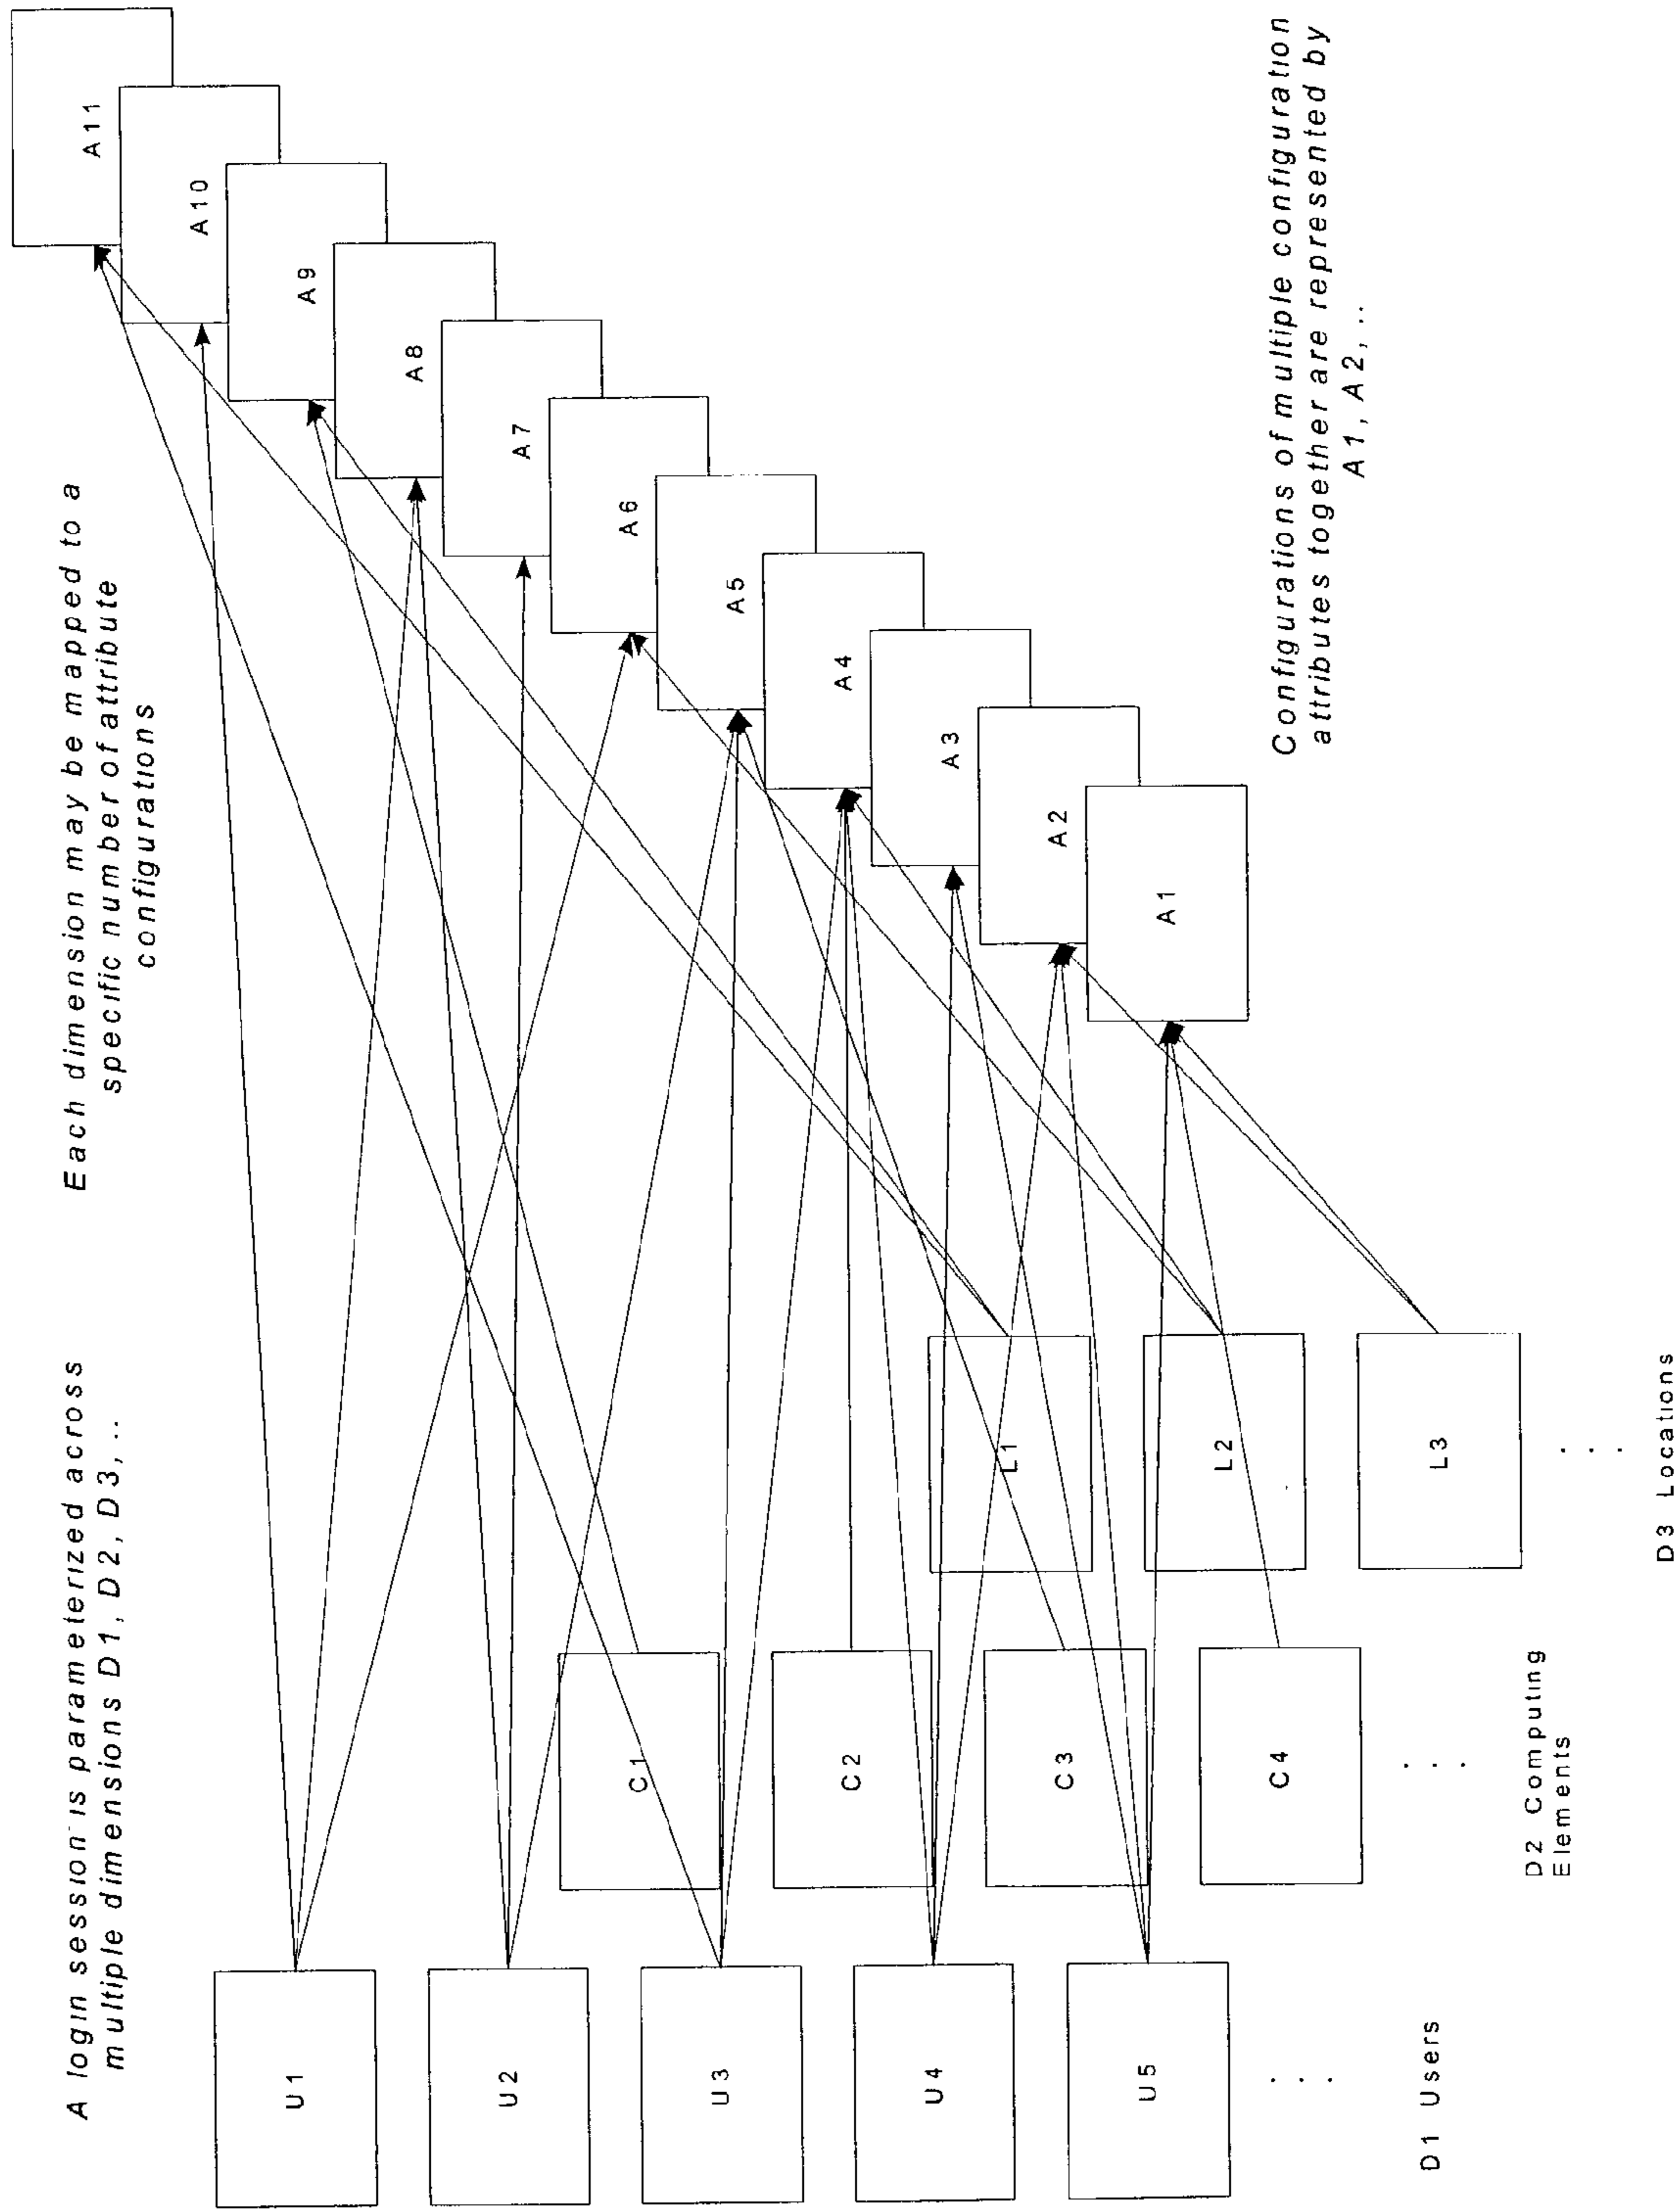 A login session is parameterized across
multiple dimensions D1, D2, D3,..
Each dimension may be mapped to a
specific number of attribute
configurations
U1
U2
U3
U4
U5
. . .
D1 Users
C1
C2
C3
C4
. . .
D2 Computing
Elements
L1
L2
L3
. . .
D3 Locations
A11
A10
A9
A8
A7
A6
A5
A4
A3
A2
A1
Configurations of multiple configuration
attributes together are represented by
A1, A2,..